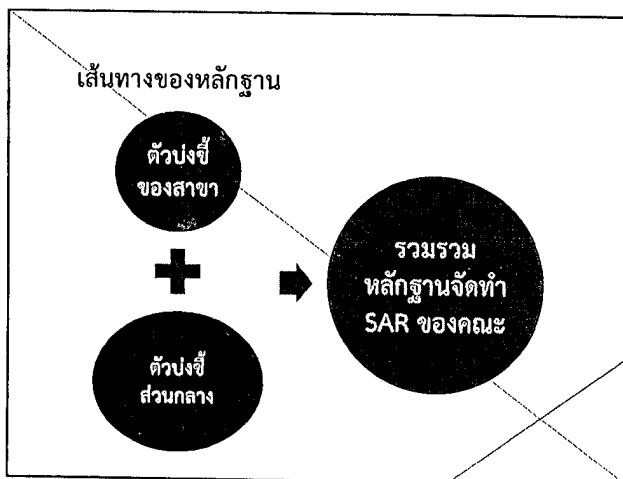 เส้นทางของหลักฐาน
ตัวบ่งชี้
ของสาขา
+
ตัวบ่งชี้
ส่วนกลาง
รวมรวม
หลักฐานจัดทำ
SAR ของคณะ